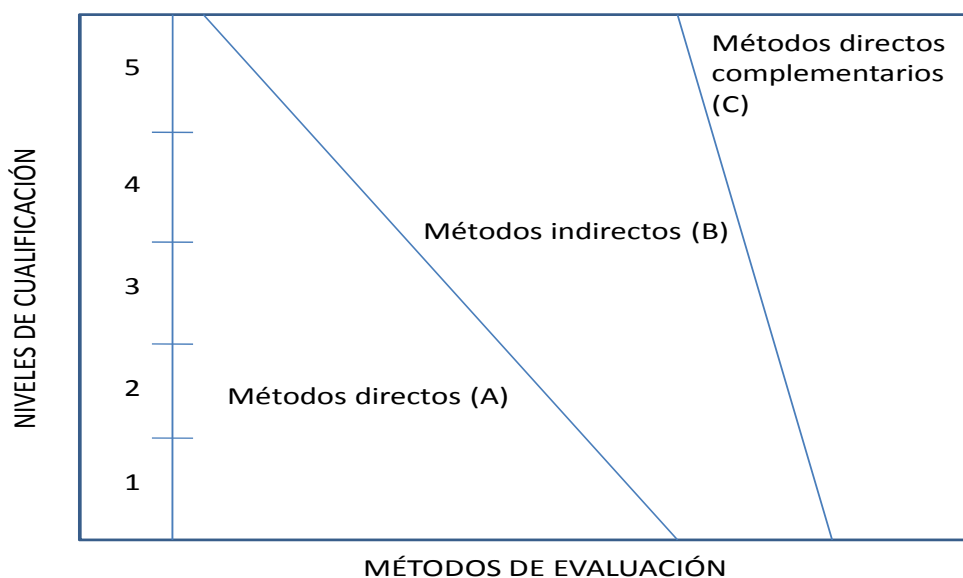 NIVELES DE CUALIFICACIÓN
5
4
3
2
1
Métodos directos
complementarios
(C)
Métodos indirectos (B)
Métodos directos (A)
MÉTODOS DE EVALUACIÓN